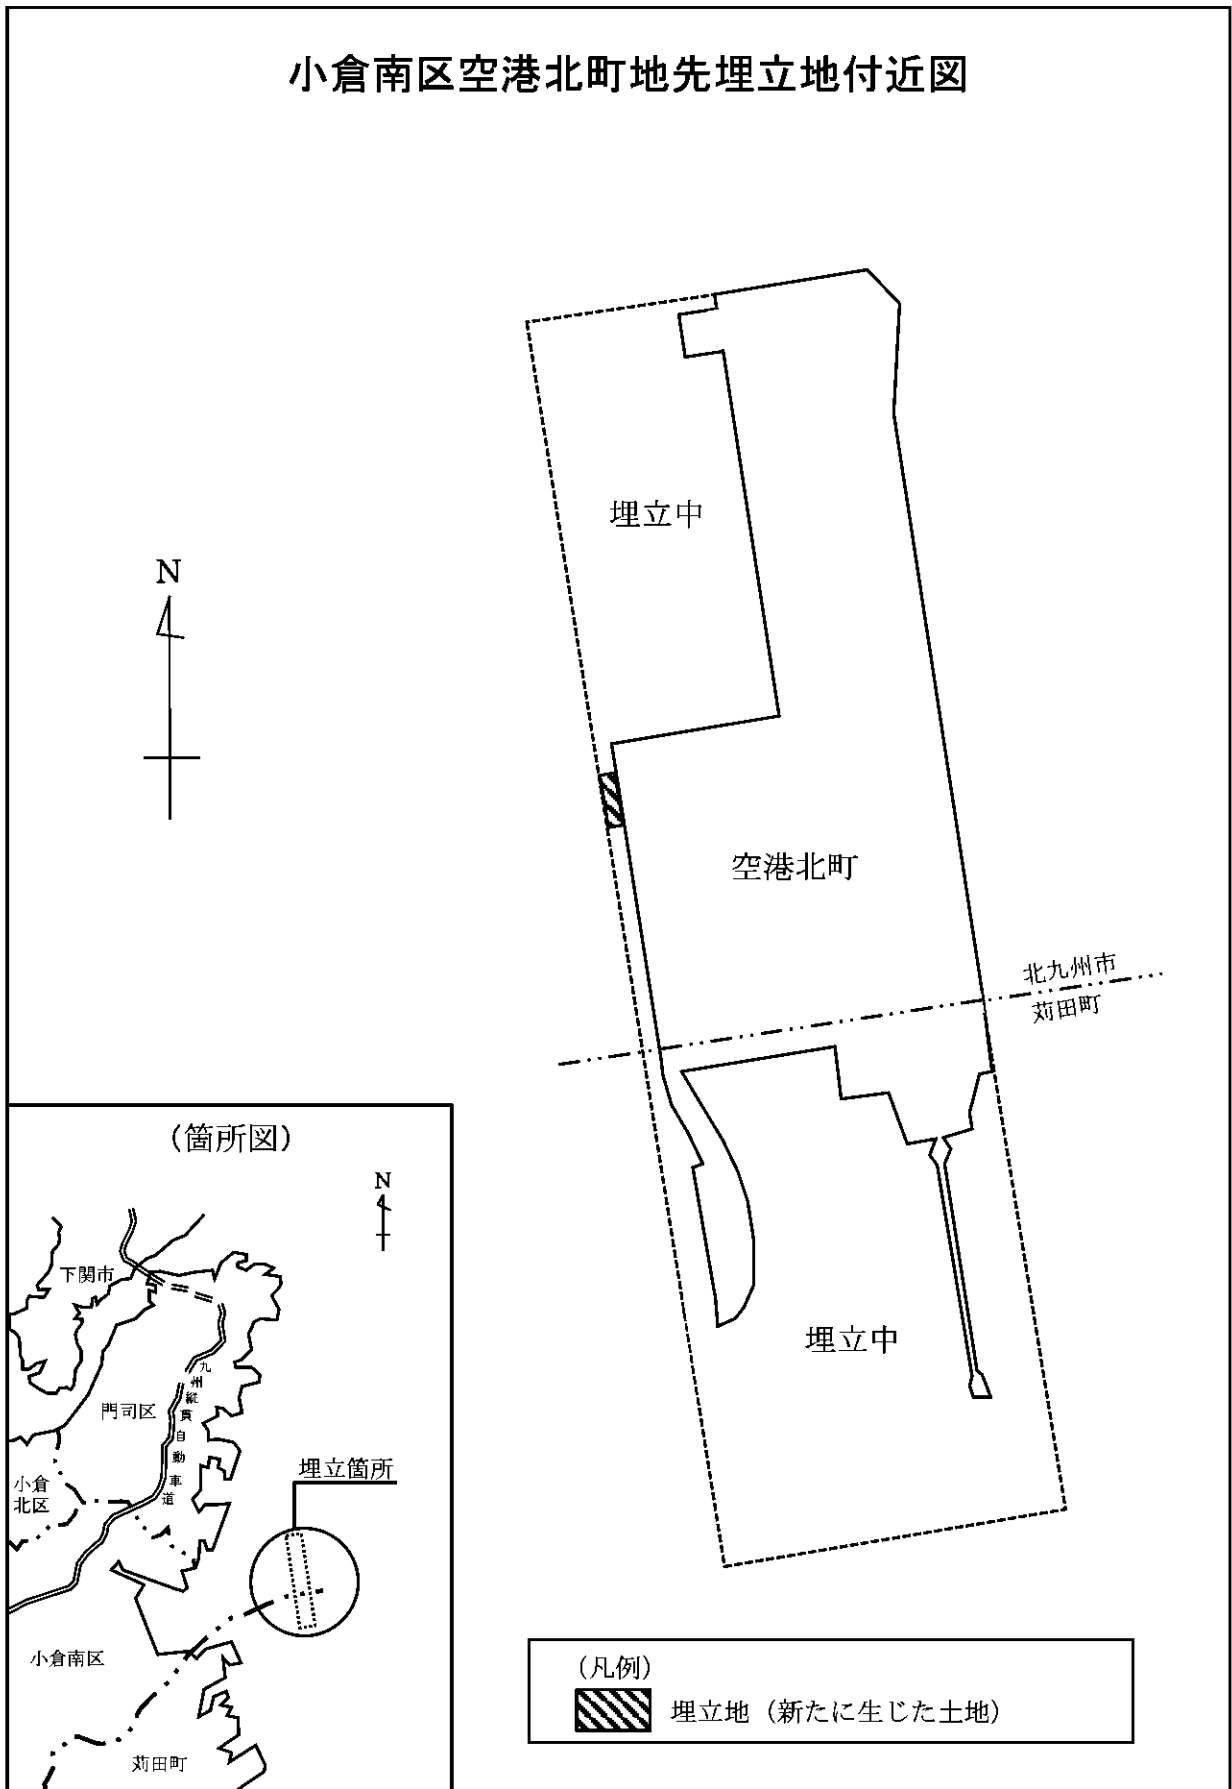 小倉南区空港北町地先埋立地付近図
埋立中
N
空港北町
北九州市
苅田町
埋立中
(箇所図)
N
下関市
九州縦貫自動車道
門司区
小倉
北区
埋立箇所
小倉南区
苅田町
(凡例)
埋立地(新たに生じた土地)